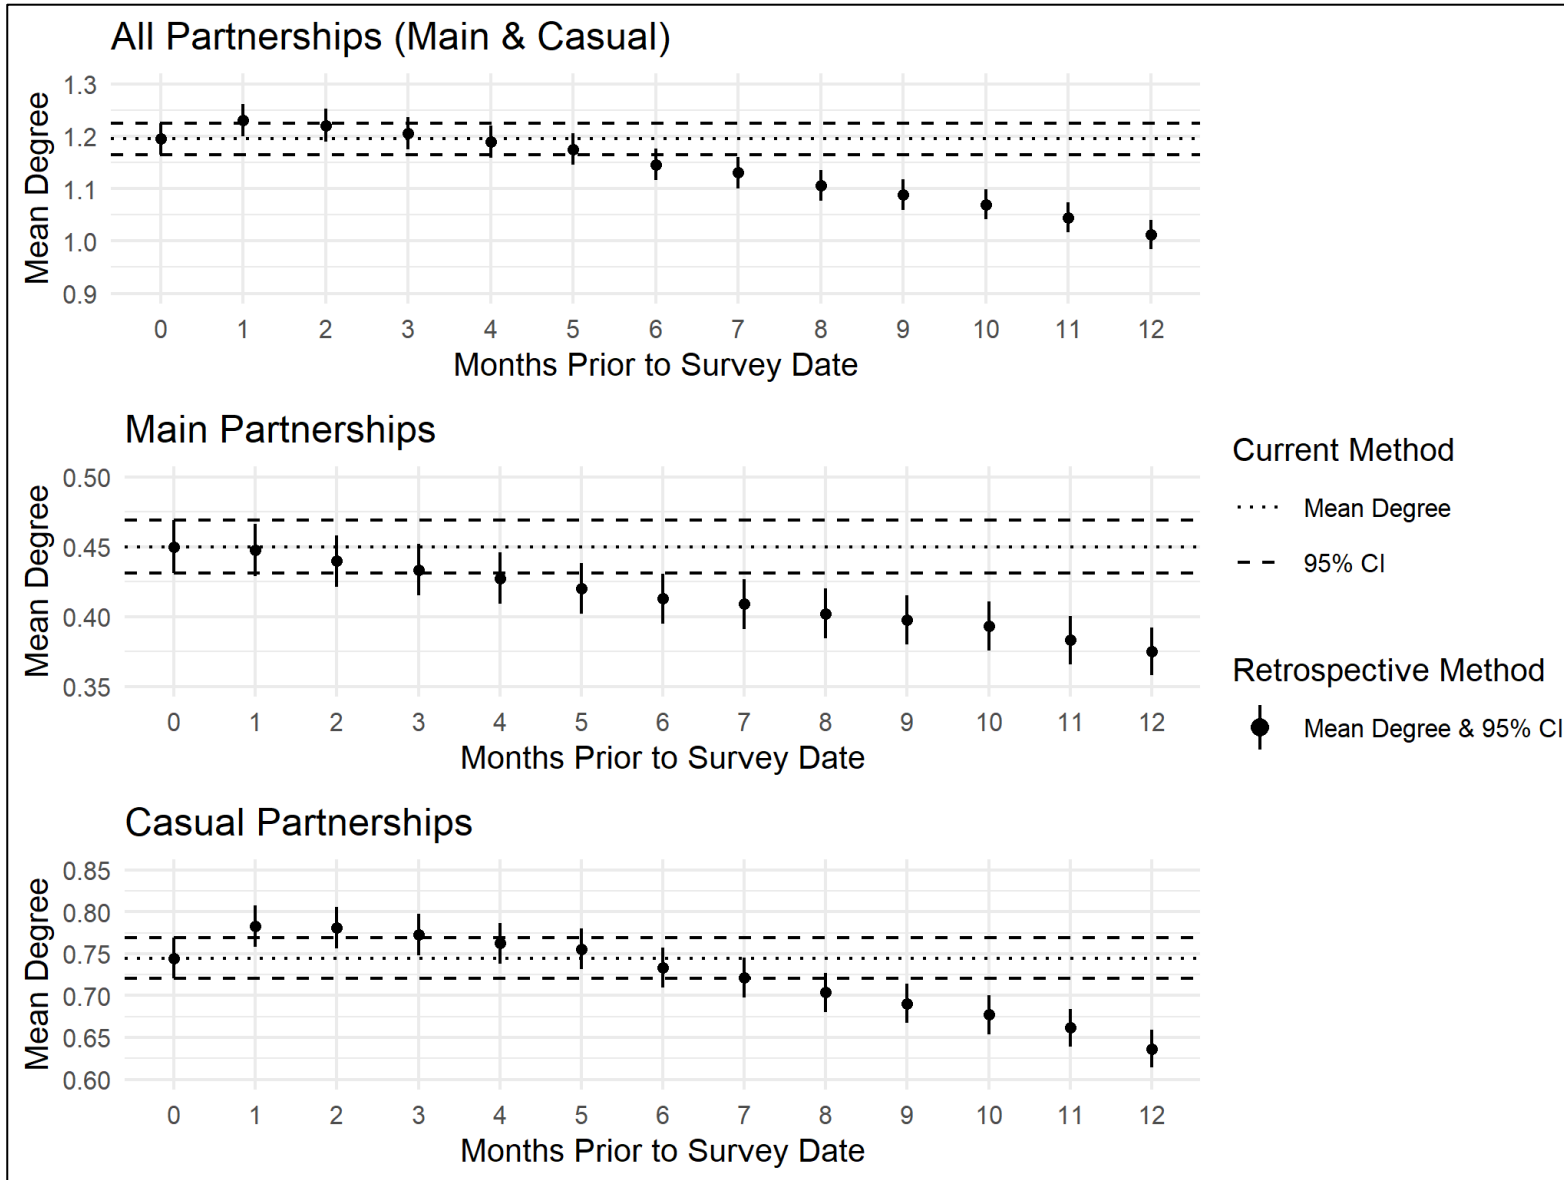 All Partnerships (Main & Casual)
Mean Degree
1.3
1.2
1.1
1.0
0.9
0 1 2 3 4 5 6 7 8 9 10 11 12
Months Prior to Survey Date
Main Partnerships
Mean Degree
0.50
0.45
0.40
0.35
0 1 2 3 4 5 6 7 8 9 10 11 12
Months Prior to Survey Date
Casual Partnerships
Mean Degree
0.85
0.80
0.75
0.70
0.65
0.60
0 1 2 3 4 5 6 7 8 9 10 11 12
Months Prior to Survey Date
Current Method
Mean Degree
95% CI
Retrospective Method
Mean Degree & 95% CI